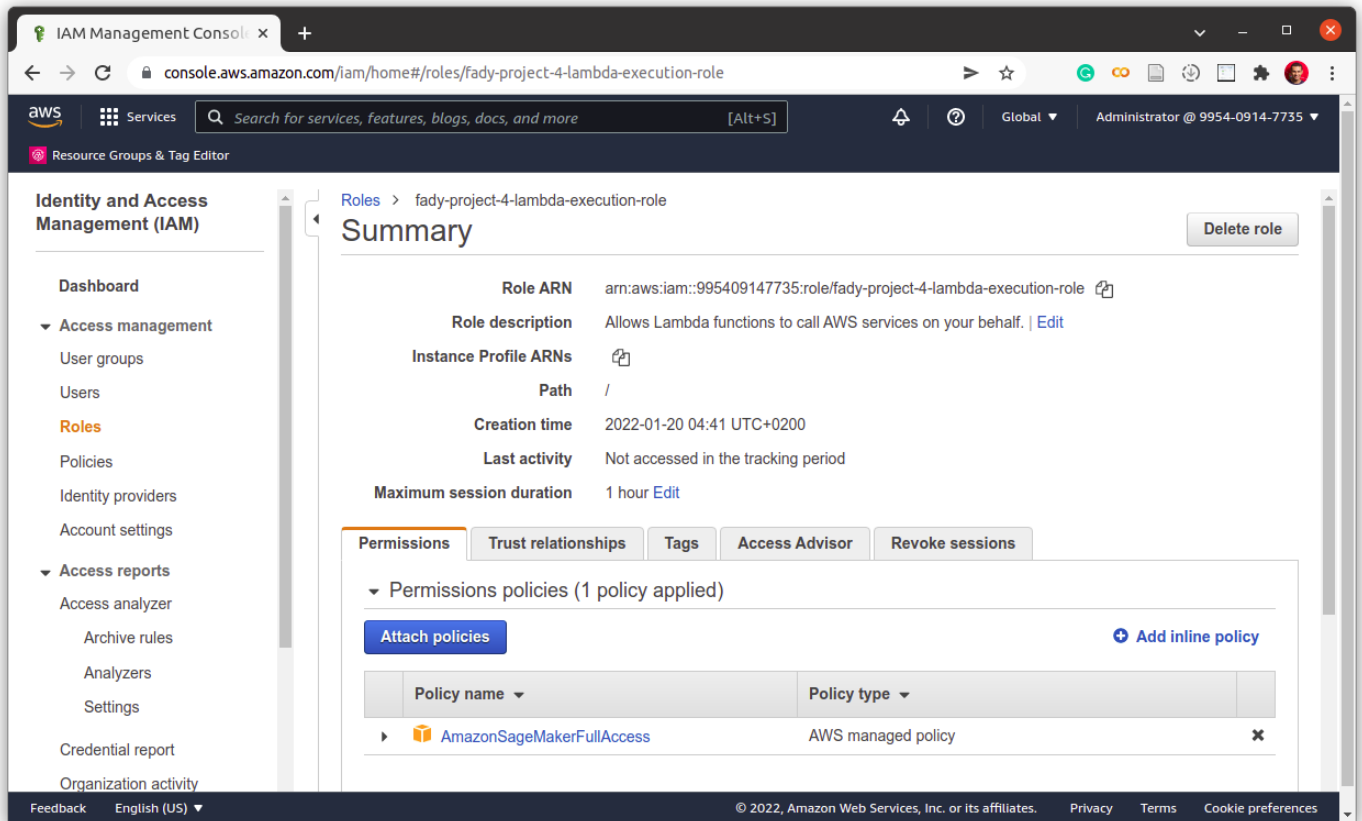 IAM Management Consol
console.aws.amazon.com/iam/home#/roles/fady-project-4-lambda-execution-role
aws Services Search for services, features, blogs, docs, and more [Alt+S] Global ▼ Administrator @ 9954-0914-7735 ▼
Resource Groups & Tag Editor
Identity and Access
Management (IAM)
Dashboard
Access management
User groups
Users
Roles
Policies
Identity providers
Account settings
Access reports
Access analyzer
Archive rules
Analyzers
Settings
Credential report
Organization activity
Roles > fady-project-4-lambda-execution-role
Summary
Delete role
Role ARN arn:aws:iam::995409147735:role/fady-project-4-lambda-execution-role
Role description Allows Lambda functions to call AWS services on your behalf. | Edit
Instance Profile ARNs
Path /
Creation time 2022-01-20 04:41 UTC+0200
Last activity Not accessed in the tracking period
Maximum session duration 1 hour Edit
Permissions Trust relationships Tags Access Advisor Revoke sessions
Permissions policies (1 policy applied)
Attach policies Add inline policy
Policy name Policy type
AmazonSageMakerFullAccess AWS managed policy
Feedback English (US) ▼ © 2022, Amazon Web Services, Inc. or its affiliates. Privacy Terms Cookie preferences